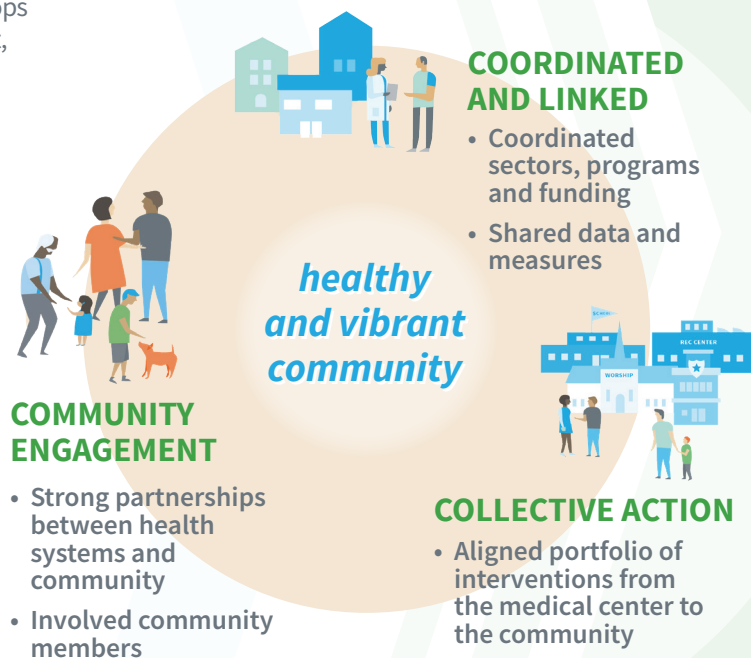 COORDINATED
AND LINKED
• Coordinated
sectors, programs
and funding
• Shared data and
measures
healthy
and vibrant
community
REC CENTER
WORSHIP
COMMUNITY
ENGAGEMENT
• Strong partnerships
between health
systems and
community
• Involved community
members
COLLECTIVE ACTION
• Aligned portfolio of
interventions from
the medical center to
the community